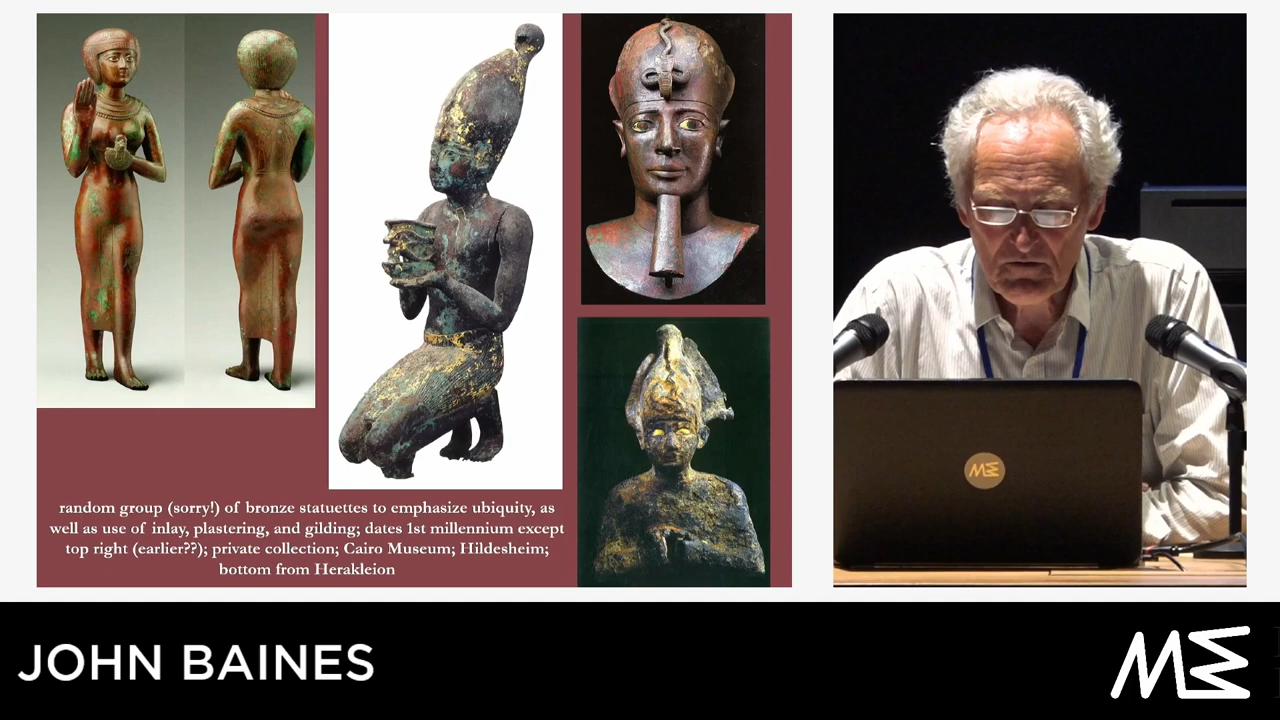 random group (sorry!) of bronze statuettes to emphasize ubiquity, as
well as use of inlay, plastering, and gilding; dates 1st millennium except
top right (earlier??); private collection; Cairo Museum; Hildesheim;
bottom from Herakleion
ME
JOHN BAINES
ME